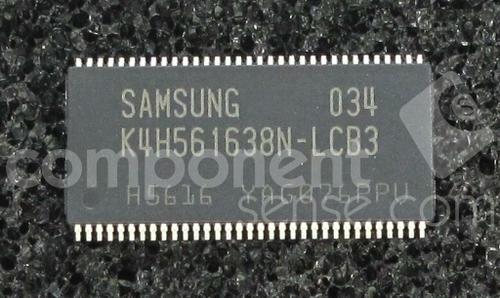 SAMSUNG 034
K4H561638N-LCB3
component
sense.com